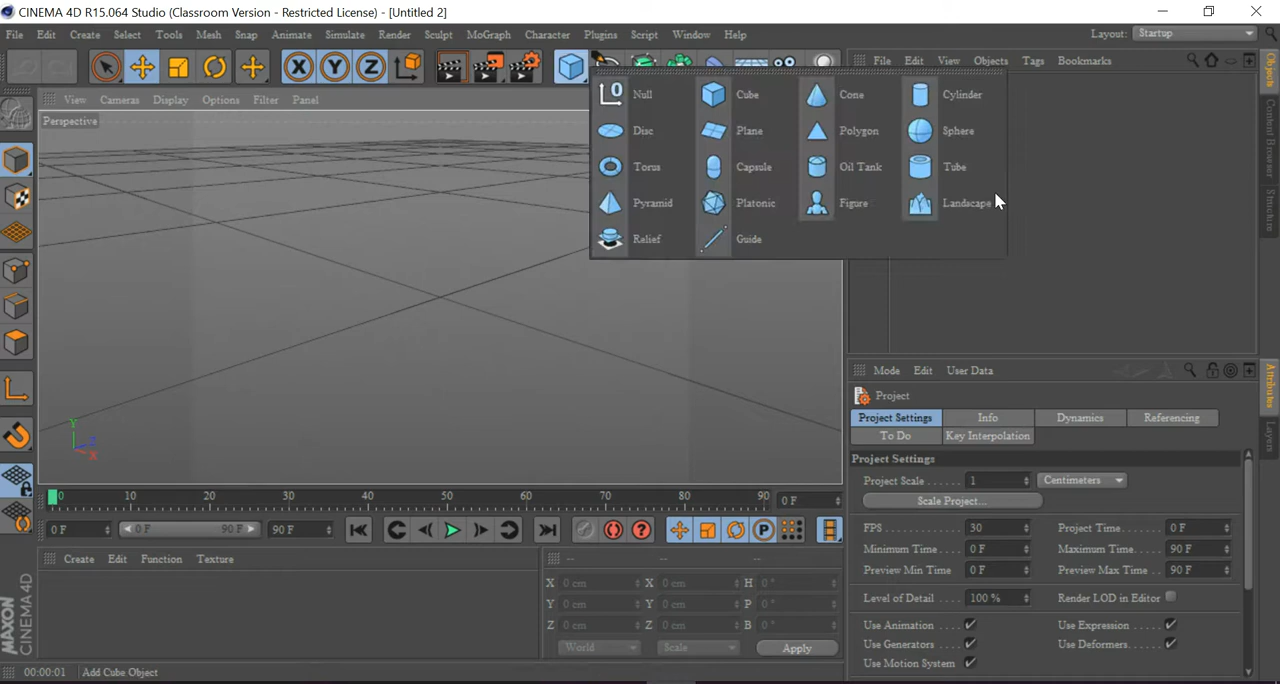 CINEMA 4D R15.064 Studio (Classroom Version - Restricted License) - [Untitled 2]
File Edit Create Select Tools Mesh Snap Animate Simulate Render Sculpt MoGraph Character Plugins Script Window Help Layout: Startup
X Y Z
File Edit View Objects Tags Bookmarks
View Cameras Display Options Filter Panel
Perspective
0 Null Cube Cone Cylinder
Disc Plane Polygon Sphere
Torus Capsule Oil Tank Tube
Pyramid Platonic Figure Landscape
Relief Guide
Objects
Content Browser
Structure
Mode Edit User Data
Project
Project Settings Info Dynamics Referencing
To Do Key Interpolation
Attributes
Layers
Project Settings
Project Scale ...... 1 Centimeters
Scale Project...
FPS ............ 30 Project Time..... 0 F
Minimum Time... 0 F Maximum Time... 90 F
Preview Min Time 0 F Preview Max Time.. 90 F
Level of Detail.. 100 % Render LOD in Editor
Use Animation .... Use Expression....
Use Generators ... Use Deformers....
Use Motion System
Y
Z
X
0 10 20 30 40 50 60 70 80 90 0 F
0 F 0 F 90 F 90 F ? P
Create Edit Function Texture
-- -- --
X 0 cm X 0 cm H 0 °
Y 0 cm Y 0 cm P 0 °
Z 0 cm Z 0 cm B 0 °
World Scale Apply
MAXON
CINEMA 4D
00:00:01 Add Cube Object